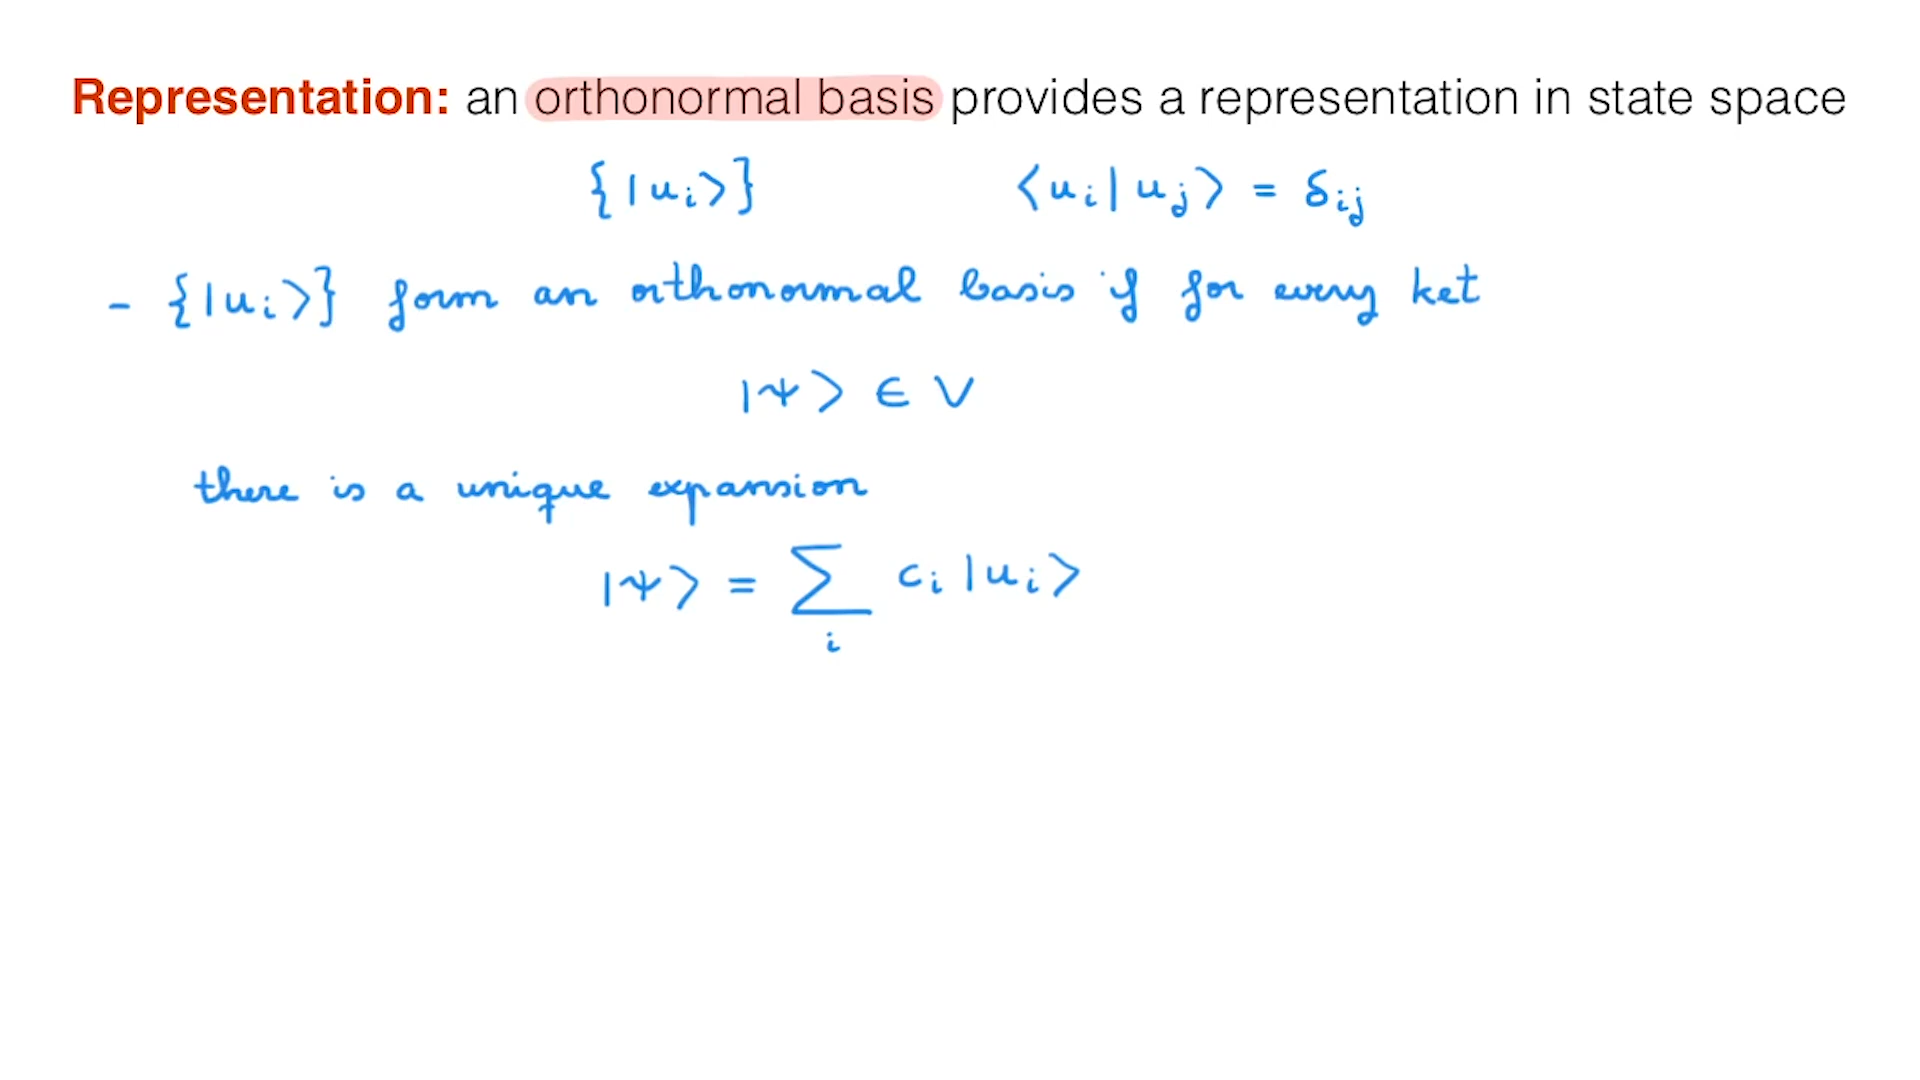 Representation: an orthonormal basis provides a representation in state space
{|uᵢ⟩} ⟨uᵢ|uⱼ⟩ = δᵢⱼ
- {|uᵢ⟩} form an orthonormal basis if for every ket
|ψ⟩ ∈ V
there is a unique expansion
|ψ⟩ = ∑ᵢ cᵢ |uᵢ⟩